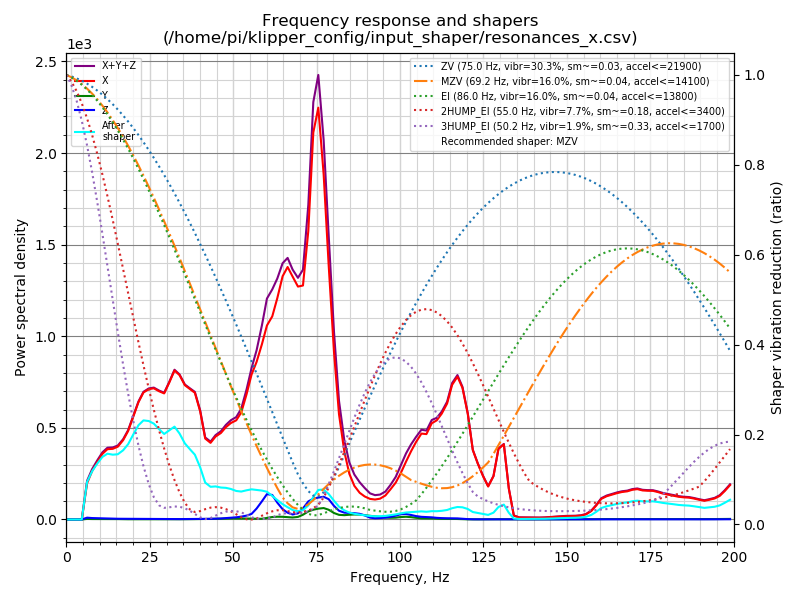 Frequency response and shapers
(/home/pi/klipper_config/input_shaper/resonances_x.csv)
1e3
X+Y+Z
X
Y
Z
After
shaper
ZV (75.0 Hz, vibr=30.3%, sm~=0.03, accel<=21900)
MZV (69.2 Hz, vibr=16.0%, sm~=0.04, accel<=14100)
EI (86.0 Hz, vibr=16.0%, sm~=0.04, accel<=13800)
2HUMP_EI (55.0 Hz, vibr=7.7%, sm~=0.18, accel<=3400)
3HUMP_EI (50.2 Hz, vibr=1.9%, sm~=0.33, accel<=1700)
Recommended shaper: MZV
2.5
2.0
1.5
1.0
0.5
0.0
Power spectral density
1.0
0.8
0.6
0.4
0.2
0.0
Shaper vibration reduction (ratio)
0 25 50 75 100 125 150 175 200
Frequency, Hz